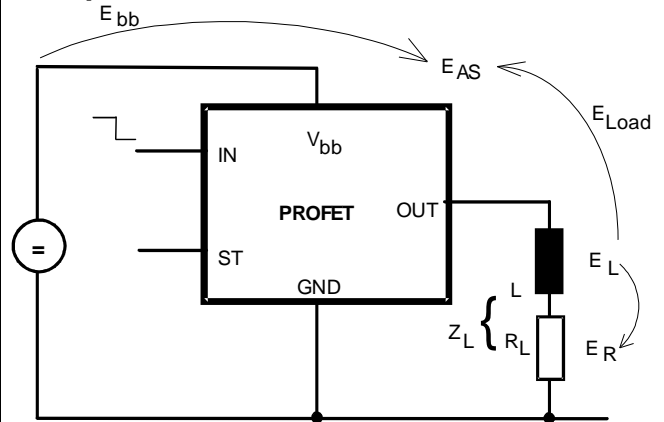 E bb
E AS
E Load
V bb
IN
PROFET
OUT
=
ST
GND
E L
L
Z L { R L
E R